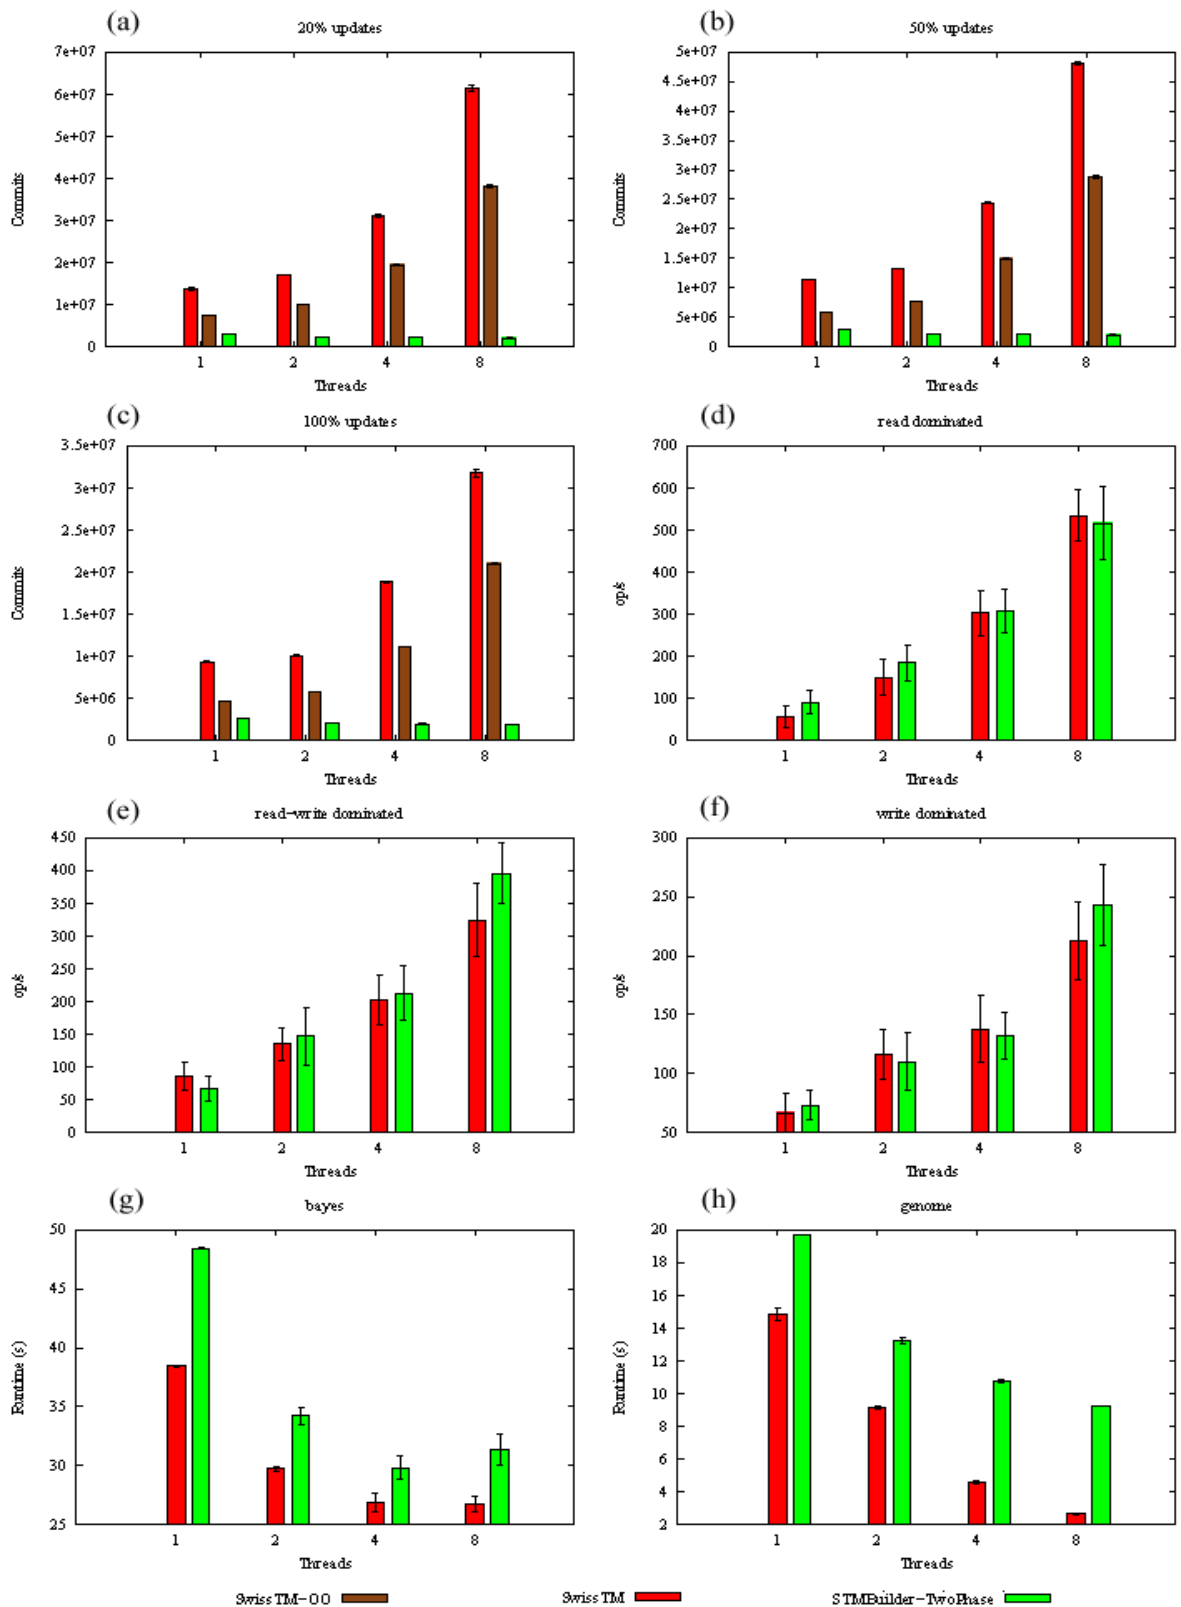 (a)
20% updates
7e+07
6e+07
5e+07
4e+07
3e+07
2e+07
1e+07
0
Commits
1 2 4 8
Threads
(b)
50% updates
5e+07
4.5e+07
4e+07
3.5e+07
3e+07
2.5e+07
2e+07
1.5e+07
1e+07
5e+06
0
Commits
1 2 4 8
Threads
(c)
100% updates
3.5e+07
3e+07
2.5e+07
2e+07
1.5e+07
1e+07
5e+06
0
Commits
1 2 4 8
Threads
(d)
read dominated
700
600
500
400
300
200
100
0
op/s
1 2 4 8
Threads
(e)
read-write dominated
450
400
350
300
250
200
150
100
50
0
op/s
1 2 4 8
Threads
(f)
write dominated
300
250
200
150
100
50
op/s
1 2 4 8
Threads
(g)
bayes
50
45
40
35
30
25
Runtime (s)
1 2 4 8
Threads
(h)
genome
20
18
16
14
12
10
8
6
4
2
Runtime (s)
1 2 4 8
Threads
SwissTM-OO SwissTM STMBuilder-TwoPhase